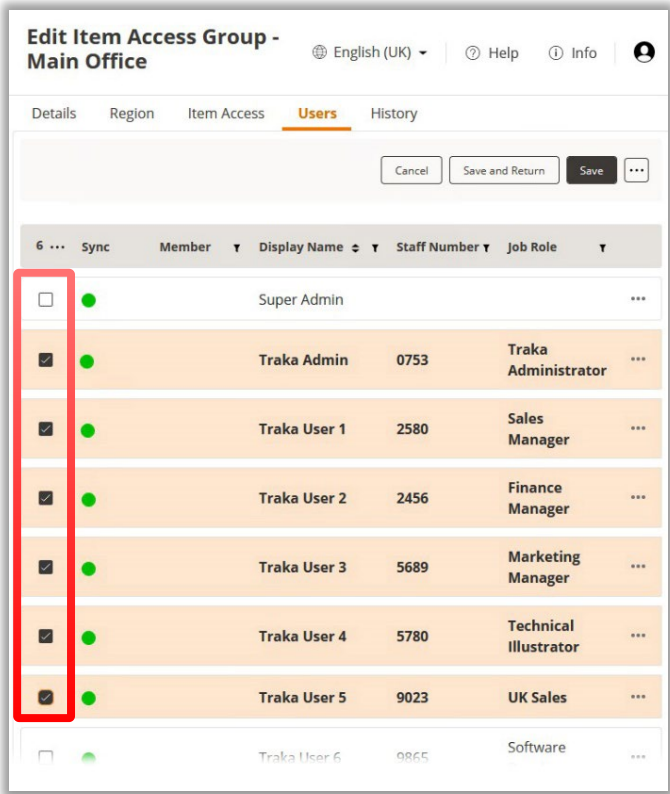 Edit Item Access Group -
Main Office
English (UK)
Help
Info
Details Region Item Access Users History
Cancel Save and Return Save ...
6 ... Sync Member Display Name Staff Number Job Role
Super Admin ...
Traka Admin 0753 Traka Administrator ...
Traka User 1 2580 Sales Manager ...
Traka User 2 2456 Finance Manager ...
Traka User 3 5689 Marketing Manager ...
Traka User 4 5780 Technical Illustrator ...
Traka User 5 9023 UK Sales ...
Traka User 6 9865 Software ...